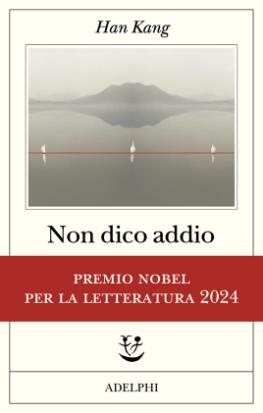 Han Kang
Non dico addio
PREMIO NOBEL
PER LA LETTERATURA 2024
ADELPHI